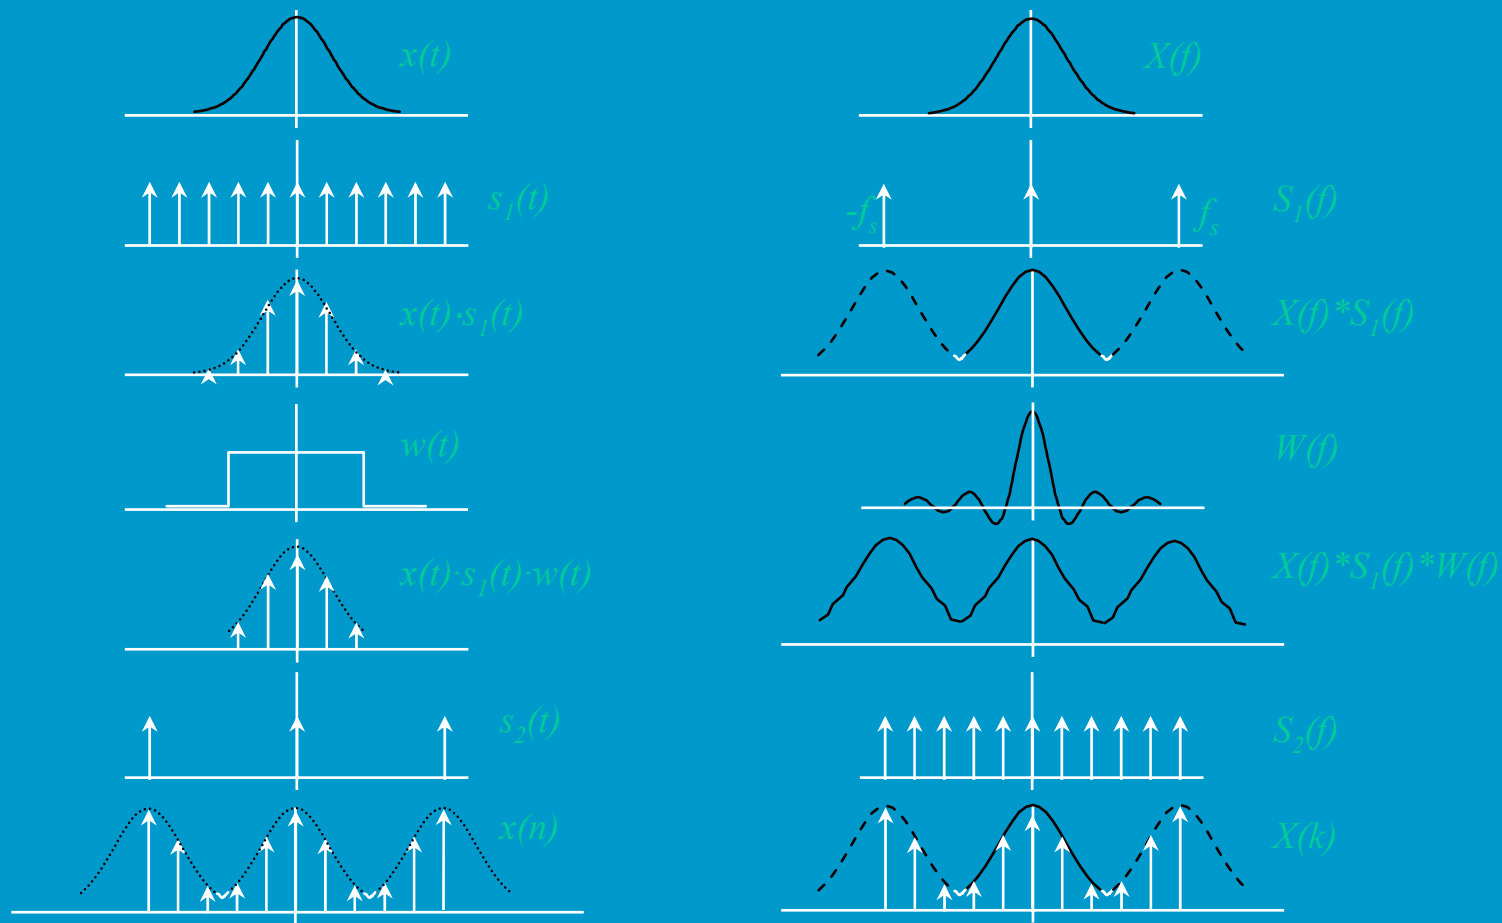 x(t)
X(f)
s₁(t)
-fₛ
fₛ
S₁(f)
x(t)·s₁(t)
X(f)*S₁(f)
w(t)
W(f)
x(t)·s₁(t)·w(t)
X(f)*S₁(f)*W(f)
s₂(t)
S₂(f)
x(n)
X(k)